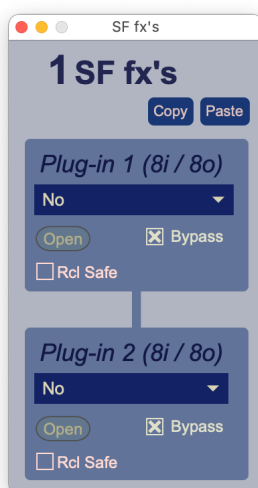 SF fx's
1 SF fx's
Copy Paste
Plug-in 1 (8i / 8o)
No
Open Bypass
Rcl Safe
Plug-in 2 (8i / 8o)
No
Open Bypass
Rcl Safe